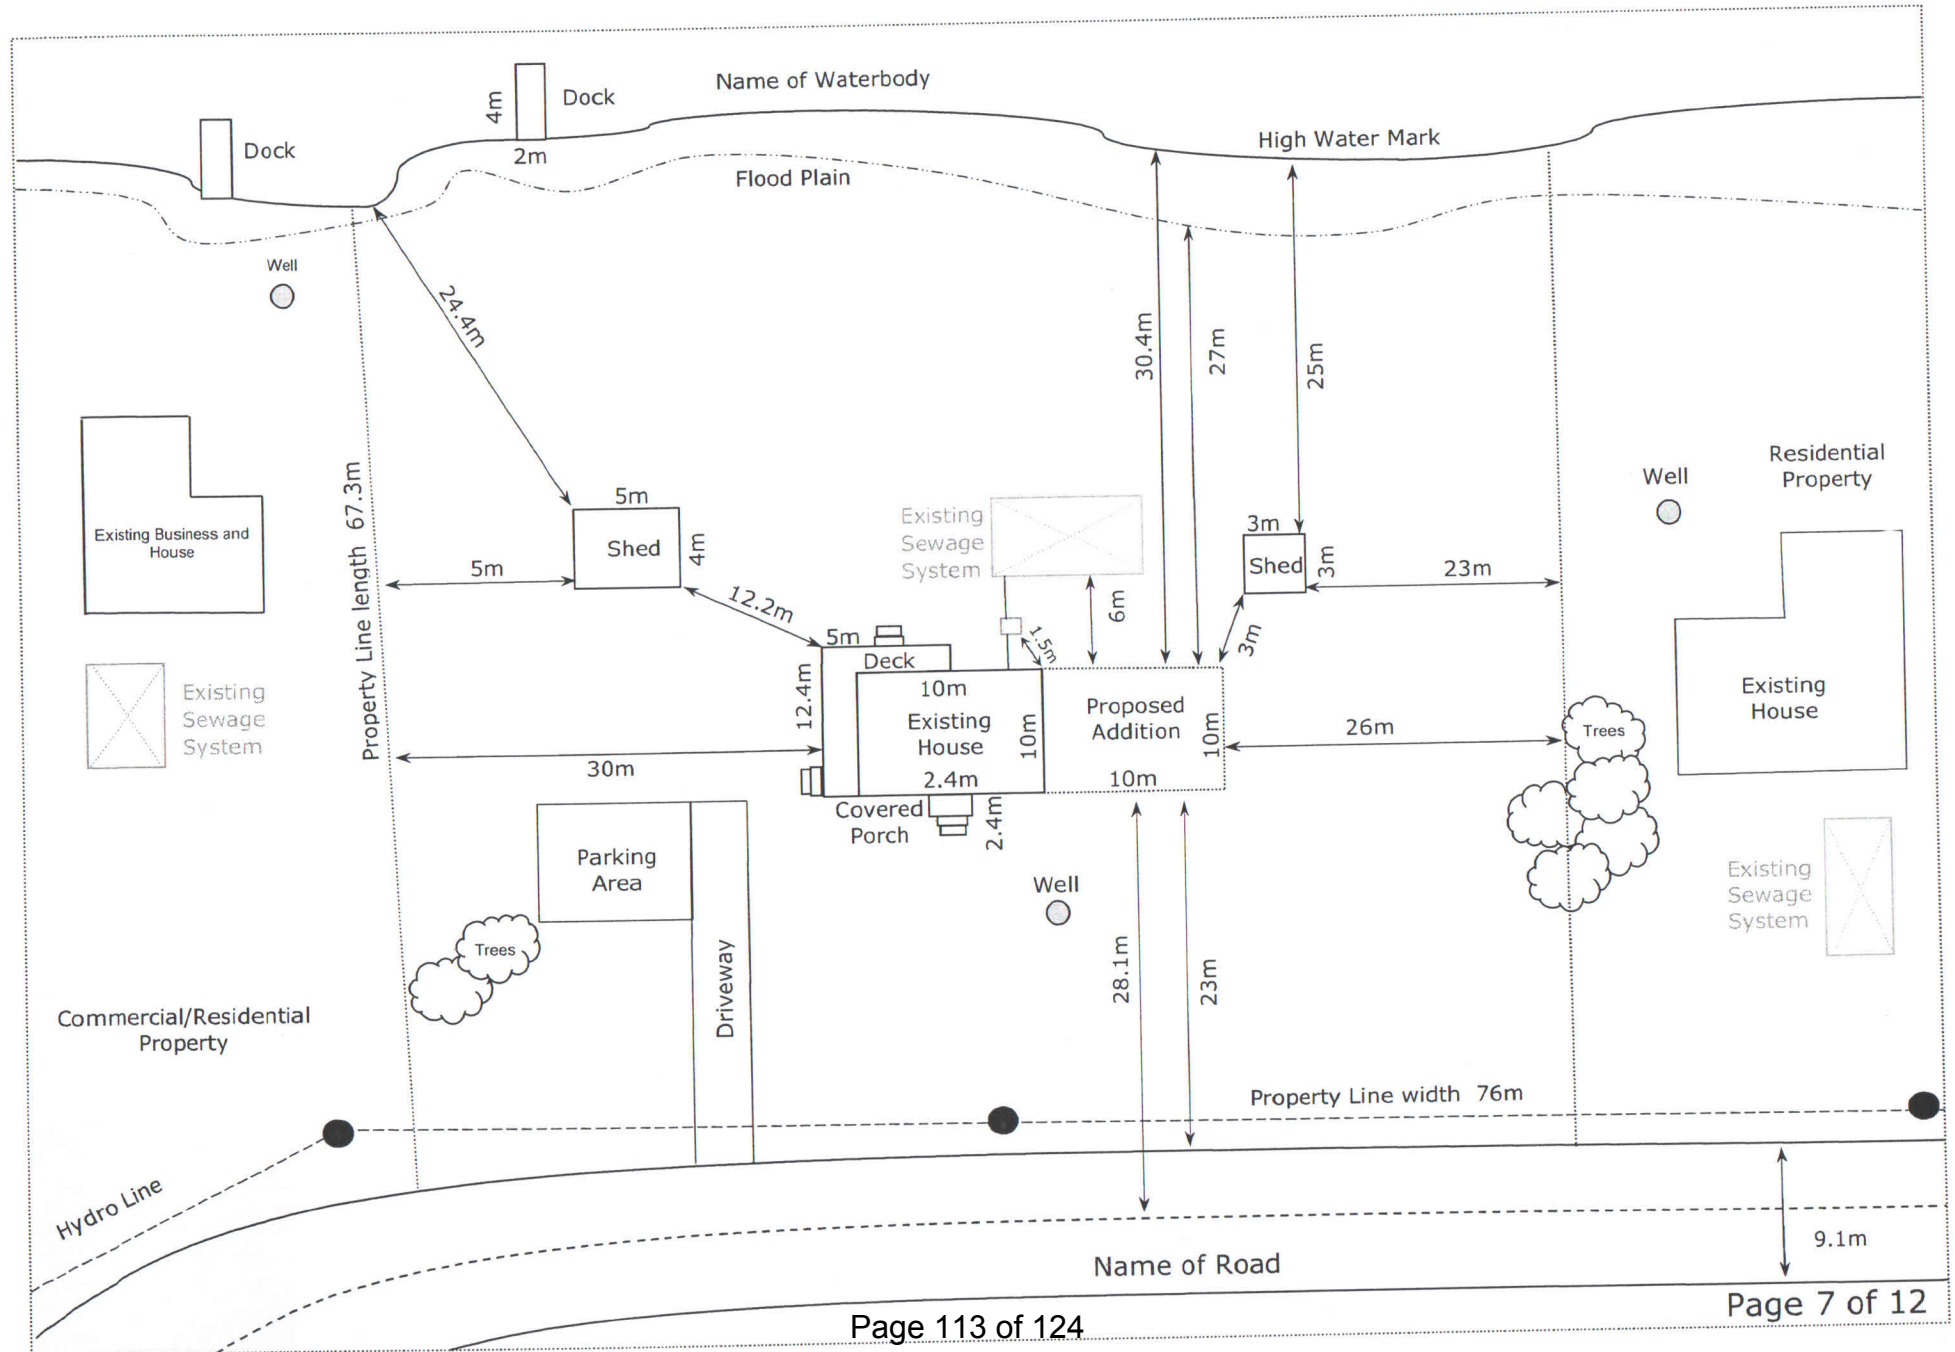 Name of Waterbody
4m
Dock
Dock
2m
High Water Mark
Flood Plain
Well
24.4m
30.4m
27m
25m
Residential
Property
Well
Property Line length 67.3m
5m
Shed
4m
Existing
Sewage
System
3m
Shed
3m
Existing Business and
House
5m
23m
12.2m
6m
1.5m
3m
5m
Deck
12.4m
10m
Existing
House
10m
2.4m
Proposed
Addition
10m
10m
26m
Trees
Existing
House
Existing
Sewage
System
30m
Covered
Porch
2.4m
Parking
Area
Well
Existing
Sewage
System
Trees
Driveway
28.1m
23m
Commercial/Residential
Property
Property Line width 76m
Hydro Line
9.1m
Name of Road
Page 7 of 12
Page 113 of 124